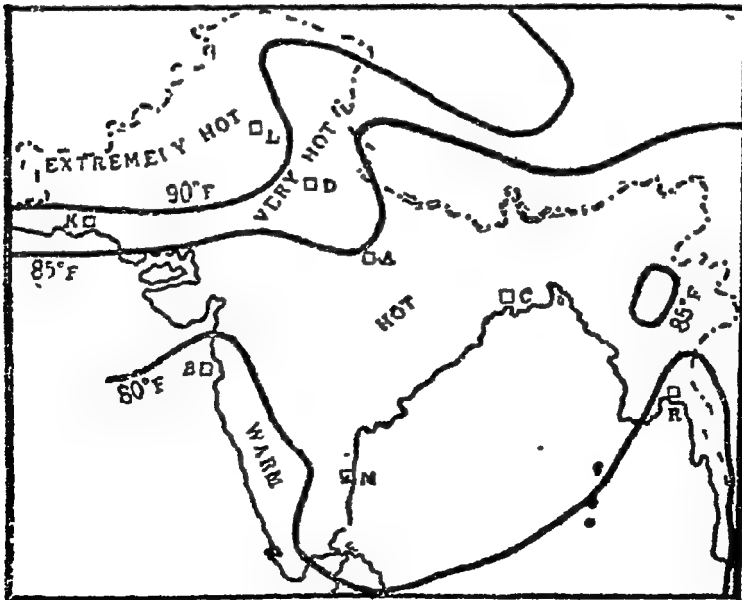 EXTREMELY HOT
L
VERY HOT
D
90°F
K
85°F
A
HOT
C
85°F
B
80°F
WARM
M
R